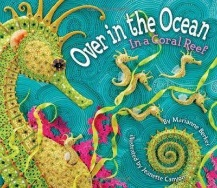 Over in the Ocean
In a Coral Reef
By Marianne Berkes
Illustrated by Jeanette Canyon